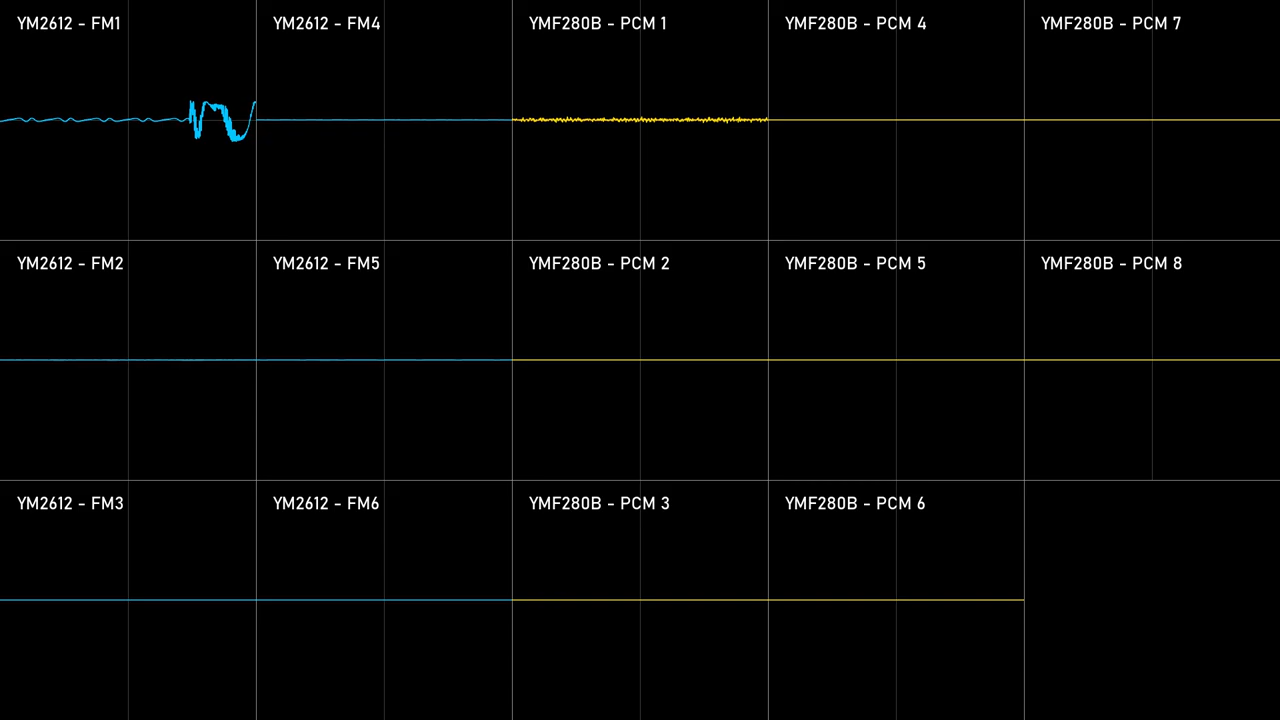 YM2612 - FM1
YM2612 - FM4
YMF280B - PCM 1
YMF280B - PCM 4
YMF280B - PCM 7
YM2612 - FM2
YM2612 - FM5
YMF280B - PCM 2
YMF280B - PCM 5
YMF280B - PCM 8
YM2612 - FM3
YM2612 - FM6
YMF280B - PCM 3
YMF280B - PCM 6